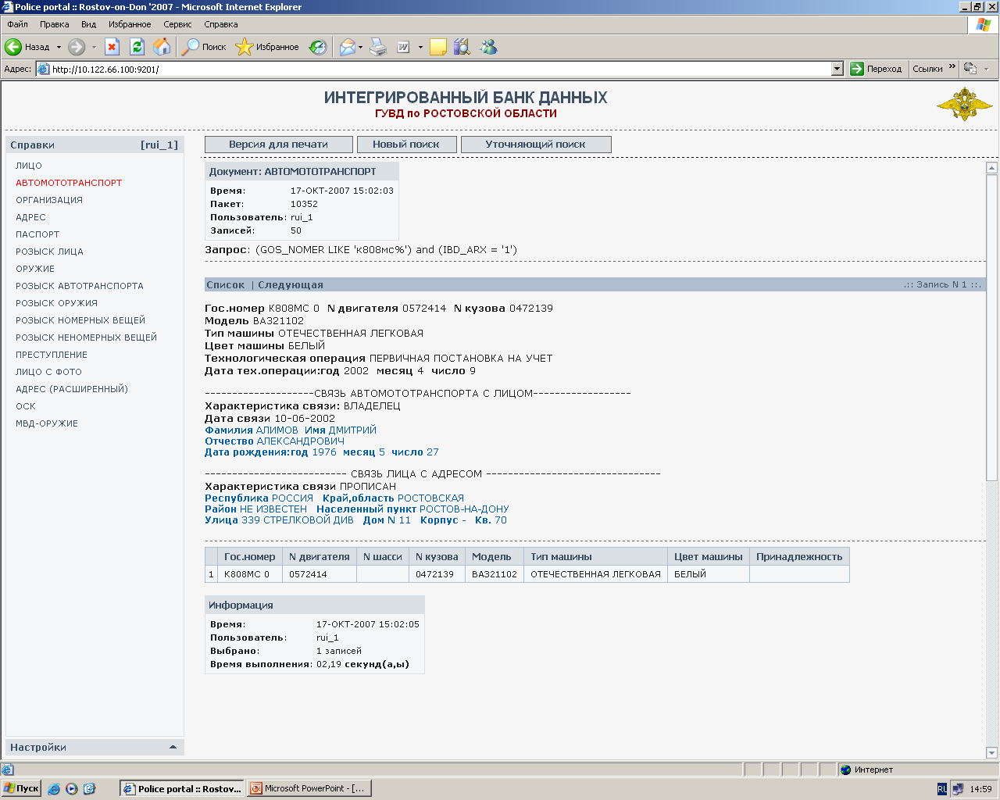 Police portal :: Rostov-on-Don '2007 - Microsoft Internet Explorer
Файл Правка Вид Избранное Сервис Справка
Назад Поиск Избранное
Адрес: http://10.122.66.100:9201/ Переход Ссылки »
ИНТЕГРИРОВАННЫЙ БАНК ДАННЫХ
ГУВД по РОСТОВСКОЙ ОБЛАСТИ
Справки [rui_1]
ЛИЦО
АВТОМОТОТРАНСПОРТ
ОРГАНИЗАЦИЯ
АДРЕС
ПАСПОРТ
РОЗЫСК ЛИЦА
ОРУЖИЕ
РОЗЫСК АВТОТРАНСПОРТА
РОЗЫСК ОРУЖИЯ
РОЗЫСК НОМЕРНЫХ ВЕЩЕЙ
РОЗЫСК НЕНОМЕРНЫХ ВЕЩЕЙ
ПРЕСТУПЛЕНИЕ
ЛИЦО С ФОТО
АДРЕС (РАСШИРЕННЫЙ)
ОСК
МВД-ОРУЖИЕ
Настройки
Версия для печати Новый поиск Уточняющий поиск
Документ: АВТОМОТОТРАНСПОРТ
Время: 17-ОКТ-2007 15:02:03
Пакет: 10352
Пользователь: rui_1
Записей: 50
Запрос: (GOS_NOMER LIKE 'к808мс%') and (IBD_ARX = '1')
Список | Следующая .:: Запись N 1 ::.
Гос.номер К808МС 0 N двигателя 0572414 N кузова 0472139
Модель ВАЗ21102
Тип машины ОТЕЧЕСТВЕННАЯ ЛЕГКОВАЯ
Цвет машины БЕЛЫЙ
Технологическая операция ПЕРВИЧНАЯ ПОСТАНОВКА НА УЧЕТ
Дата тех.операции:год 2002 месяц 4 число 9
--------------------СВЯЗЬ АВТОМОТОТРАНСПОРТА С ЛИЦОМ------------------
Характеристика связи: ВЛАДЕЛЕЦ
Дата связи 10-06-2002
Фамилия АЛИМОВ Имя ДМИТРИЙ
Отчество АЛЕКСАНДРОВИЧ
Дата рождения:год 1976 месяц 5 число 27
-------------------------- СВЯЗЬ ЛИЦА С АДРЕСОМ --------------------------------
Характеристика связи ПРОПИСАН
Республика РОССИЯ Край,область РОСТОВСКАЯ
Район НЕ ИЗВЕСТЕН Населенный пункт РОСТОВ-НА-ДОНУ
Улица 339 СТРЕЛКОВОЙ ДИВ Дом N 11 Корпус - Кв. 70
Гос.номер N двигателя N шасси N кузова Модель Тип машины Цвет машины Принадлежность
1 К808МС 0 0572414 0472139 ВАЗ21102 ОТЕЧЕСТВЕННАЯ ЛЕГКОВАЯ БЕЛЫЙ
Информация
Время: 17-ОКТ-2007 15:02:05
Пользователь: rui_1
Выбрано: 1 записей
Время выполнения: 02,19 секунд(а,ы)
Интернет
Пуск Police portal :: Rostov... Microsoft PowerPoint - [... RU 14:59